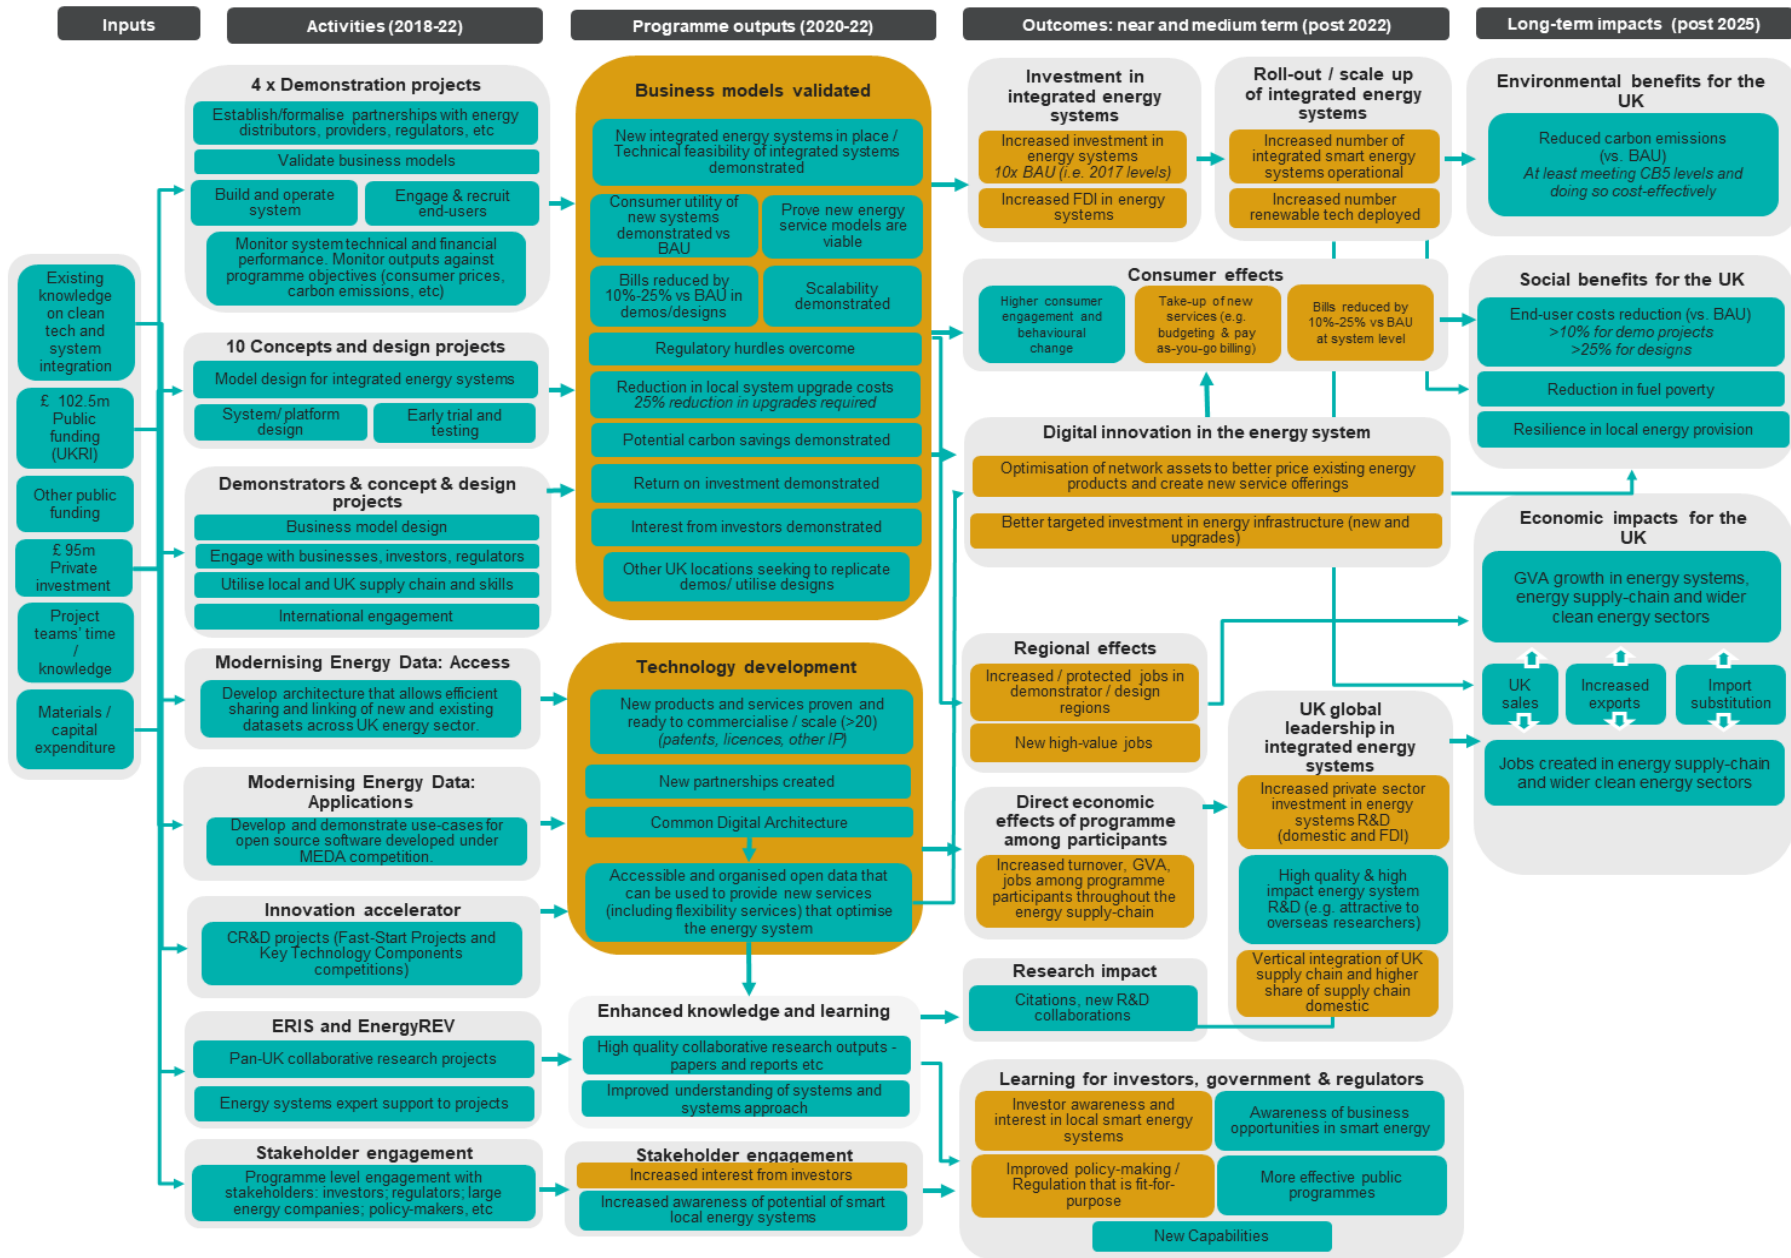 Inputs
Activities (2018-22)
Programme outputs (2020-22)
Outcomes: near and medium term (post 2022)
Long-term impacts (post 2025)
Existing
knowledge
on clean
tech and
system
integration
£ 102.5m
Public
funding
(UKRI)
Other public
funding
£ 95m
Private
investment
Project
teams' time
/
knowledge
Materials /
capital
expenditure
4 x Demonstration projects
Establish/formalise partnerships with energy
distributors, providers, regulators, etc
Validate business models
Build and operate
system
Engage & recruit
end-users
Monitor system technical and financial
performance. Monitor outputs against
programme objectives (consumer prices,
carbon emissions, etc)
10 Concepts and design projects
Model design for integrated energy systems
System/ platform
design
Early trial and
testing
Demonstrators & concept & design
projects
Business model design
Engage with businesses, investors, regulators
Utilise local and UK supply chain and skills
International engagement
Modernising Energy Data: Access
Develop architecture that allows efficient
sharing and linking of new and existing
datasets across UK energy sector.
Modernising Energy Data:
Applications
Develop and demonstrate use-cases for
open source software developed under
MEDA competition.
Innovation accelerator
CR&D projects (Fast-Start Projects and
Key Technology Components
competitions)
ERIS and EnergyREV
Pan-UK collaborative research projects
Energy systems expert support to projects
Stakeholder engagement
Programme level engagement with
stakeholders: investors; regulators; large
energy companies; policy-makers, etc
Business models validated
New integrated energy systems in place /
Technical feasibility of integrated systems
demonstrated
Consumer utility of
new systems
demonstrated vs
BAU
Prove new energy
service models are
viable
Bills reduced by
10%-25% vs BAU in
demos/designs
Scalability
demonstrated
Regulatory hurdles overcome
Reduction in local system upgrade costs
25% reduction in upgrades required
Potential carbon savings demonstrated
Return on investment demonstrated
Interest from investors demonstrated
Other UK locations seeking to replicate
demos/ utilise designs
Technology development
New products and services proven and
ready to commercialise / scale (>20)
(patents, licences, other IP)
New partnerships created
Common Digital Architecture
Accessible and organised open data that
can be used to provide new services
(including flexibility services) that optimise
the energy system
Enhanced knowledge and learning
High quality collaborative research outputs -
papers and reports etc
Improved understanding of systems and
systems approach
Stakeholder engagement
Increased interest from investors
Increased awareness of potential of smart
local energy systems
Investment in
integrated energy
systems
Increased investment in
energy systems
10x BAU (i.e. 2017 levels)
Increased FDI in energy
systems
Roll-out / scale up
of integrated energy
systems
Increased number of
integrated smart energy
systems operational
Increased number
renewable tech deployed
Consumer effects
Higher consumer
engagement and
behavioural
change
Take-up of new
services (e.g.
budgeting & pay
as-you-go billing)
Bills reduced by
10%-25% vs BAU
at system level
Digital innovation in the energy system
Optimisation of network assets to better price existing energy
products and create new service offerings
Better targeted investment in energy infrastructure (new and
upgrades)
Regional effects
Increased / protected jobs in
demonstrator / design
regions
New high-value jobs
Direct economic
effects of programme
among participants
Increased turnover, GVA,
jobs among programme
participants throughout the
energy supply-chain
Research impact
Citations, new R&D
collaborations
UK global
leadership in
integrated energy
systems
Increased private sector
investment in energy
systems R&D
(domestic and FDI)
High quality & high
impact energy system
R&D (e.g. attractive to
overseas researchers)
Vertical integration of UK
supply chain and higher
share of supply chain
domestic
Learning for investors, government & regulators
Investor awareness and
interest in local smart energy
systems
Awareness of business
opportunities in smart energy
Improved policy-making /
Regulation that is fit-for-
purpose
More effective public
programmes
New Capabilities
Environmental benefits for the
UK
Reduced carbon emissions
(vs. BAU)
At least meeting CB5 levels and
doing so cost-effectively
Social benefits for the UK
End-user costs reduction (vs. BAU)
>10% for demo projects
>25% for designs
Reduction in fuel poverty
Resilience in local energy provision
Economic impacts for the
UK
GVA growth in energy systems,
energy supply-chain and wider
clean energy sectors
UK
sales
Increased
exports
Import
substitution
Jobs created in energy supply-chain
and wider clean energy sectors